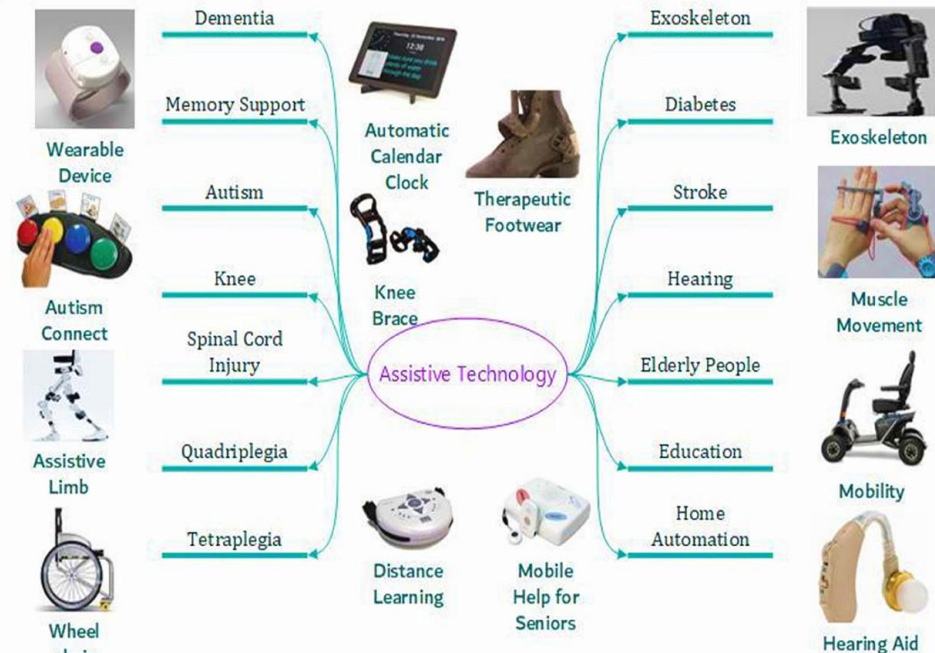 Dementia
Memory Support
Autism
Knee
Spinal Cord
Injury
Quadriplegia
Tetraplegia
Wearable
Device
Autism
Connect
Assistive
Limb
Wheel
12:30
Automatic
Calendar
Clock
Therapeutic
Footwear
Knee
Brace
Assistive Technology
Distance
Learning
Mobile
Help for
Seniors
Exoskeleton
Diabetes
Stroke
Hearing
Elderly People
Education
Home
Automation
Exoskeleton
Muscle
Movement
Mobility
Hearing Aid